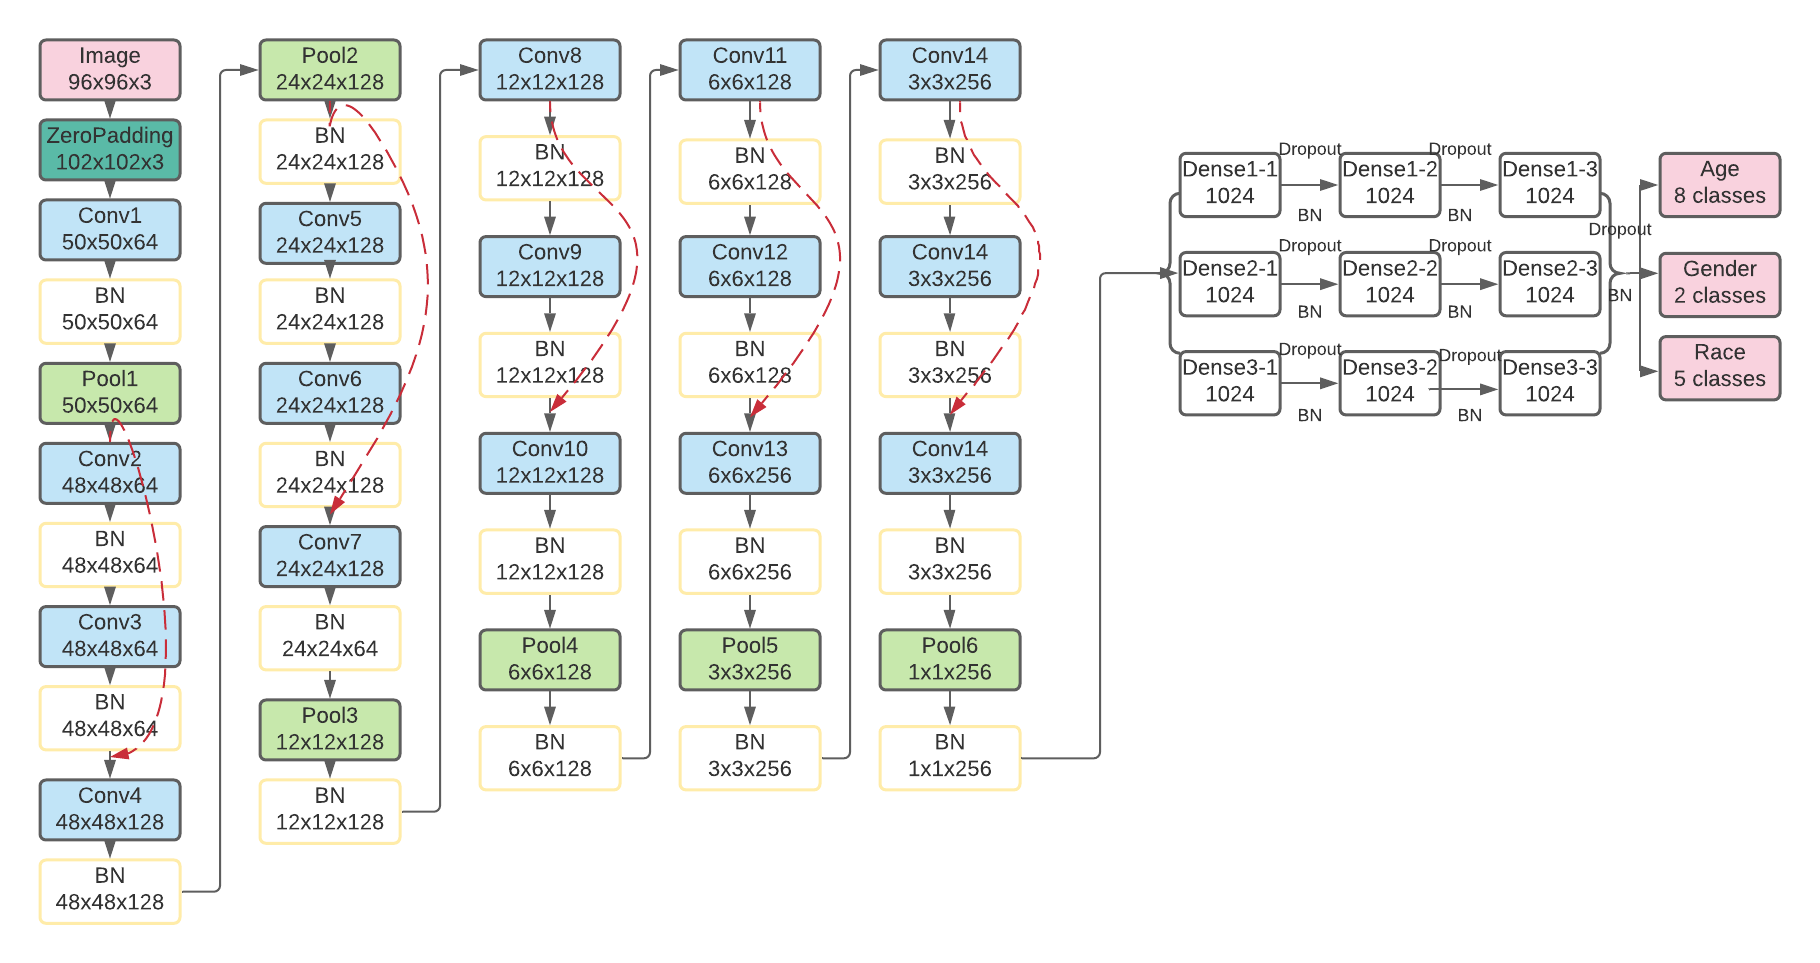 Image
96x96x3
ZeroPadding
102x102x3
Conv1
50x50x64
BN
50x50x64
Pool1
50x50x64
Conv2
48x48x64
BN
48x48x64
Conv3
48x48x64
BN
48x48x64
Conv4
48x48x128
BN
48x48x128
Pool2
24x24x128
BN
24x24x128
Conv5
24x24x128
BN
24x24x128
Conv6
24x24x128
BN
24x24x128
Conv7
24x24x128
BN
24x24x64
Pool3
12x12x128
BN
12x12x128
Conv8
12x12x128
BN
12x12x128
Conv9
12x12x128
BN
12x12x128
Conv10
12x12x128
BN
12x12x128
Pool4
6x6x128
BN
6x6x128
Conv11
6x6x128
BN
6x6x128
Conv12
6x6x128
BN
6x6x128
Conv13
6x6x256
BN
6x6x256
Pool5
3x3x256
BN
3x3x256
Conv14
3x3x256
BN
3x3x256
Conv14
3x3x256
BN
3x3x256
Conv14
3x3x256
BN
3x3x256
Pool6
1x1x256
BN
1x1x256
Dense1-1
1024
Dropout
BN
Dense1-2
1024
Dropout
BN
Dense1-3
1024
Dense2-1
1024
Dropout
BN
Dense2-2
1024
Dropout
BN
Dense2-3
1024
Dense3-1
1024
Dropout
BN
Dense3-2
1024
Dropout
BN
Dense3-3
1024
Dropout
BN
Age
8 classes
Gender
2 classes
Race
5 classes